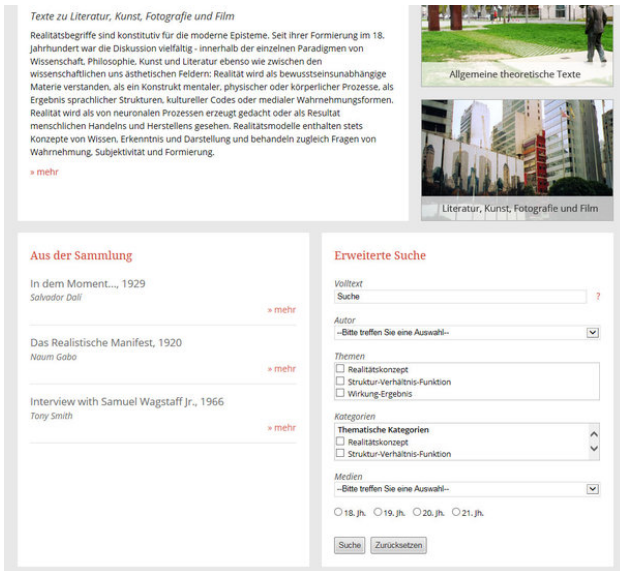 Texte zu Literatur, Kunst, Fotografie und Film
Realitätsbegriffe sind konstitutiv für die moderne Episteme. Seit ihrer Formierung im 18.
Jahrhundert war die Diskussion vielfältig - innerhalb der einzelnen Paradigmen von
Wissenschaft, Philosophie, Kunst und Literatur ebenso wie zwischen den
wissenschaftlichen uns ästhetischen Feldern: Realität wird als bewusstseinsunabhängige
Materie verstanden, als ein Konstrukt mentaler, physischer oder körperlicher Prozesse, als
Ergebnis sprachlicher Strukturen, kultureller Codes oder medialer Wahrnehmungsformen.
Realität wird als von neuronalen Prozessen erzeugt gedacht oder als Resultat
menschlichen Handelns und Herstellens gesehen. Realitätsmodelle enthalten stets
Konzepte von Wissen, Erkenntnis und Darstellung und behandeln zugleich Fragen von
Wahrnehmung, Subjektivität und Formierung.
» mehr
Allgemeine theoretische Texte
Literatur, Kunst, Fotografie und Film
Aus der Sammlung
In dem Moment..., 1929
Salvador Dalí
» mehr
Das Realistische Manifest, 1920
Naum Gabo
» mehr
Interview with Samuel Wagstaff Jr., 1966
Tony Smith
» mehr
Erweiterte Suche
Volltext
Suche
?
Autor
--Bitte treffen Sie eine Auswahl--
Themen
Realitätskonzept
Struktur-Verhältnis-Funktion
Wirkung-Ergebnis
Kategorien
Thematische Kategorien
Realitätskonzept
Struktur-Verhältnis-Funktion
Medien
--Bitte treffen Sie eine Auswahl--
18. Jh. 19. Jh. 20. Jh. 21. Jh.
Suche Zurücksetzen